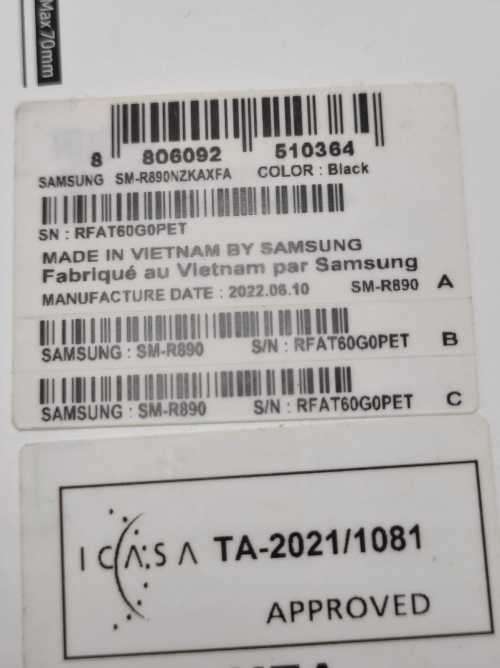 Max 70mm
8 806092 510364
SAMSUNG SM-R890NZKAXFA COLOR : Black
SN : RFAT60G0PET
MADE IN VIETNAM BY SAMSUNG
Fabriqué au Vietnam par Samsung
MANUFACTURE DATE : 2022.06.10 SM-R890 A
SAMSUNG : SM-R890 S/N : RFAT60G0PET B
SAMSUNG : SM-R890 S/N : RFAT60G0PET C
ICASA TA-2021/1081
APPROVED